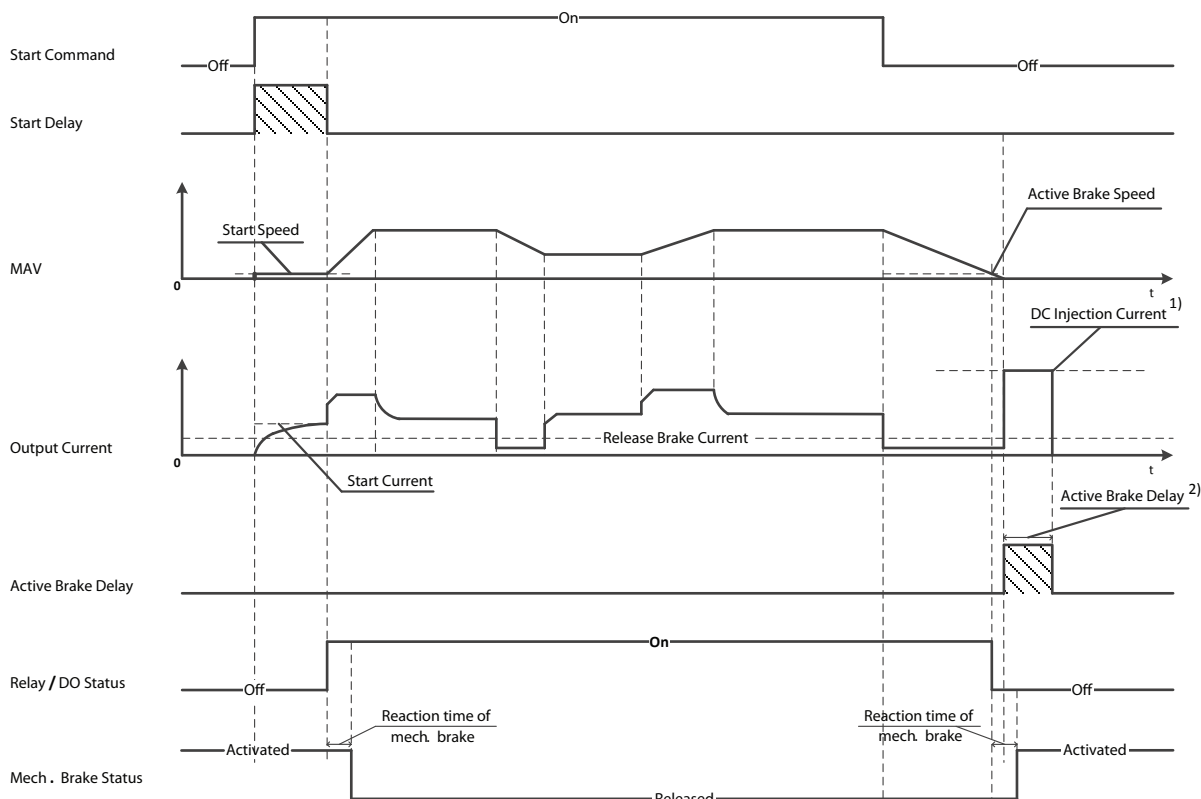 Start Command
Off
On
Off
Start Delay
Active Brake Speed
Start Speed
MAV
0
t
DC Injection Current 1)
Release Brake Current
Output Current
0
t
Start Current
Active Brake Delay 2)
Active Brake Delay
On
Relay / DO Status
Off
Off
Reaction time of
mech. brake
Reaction time of
mech. brake
Activated
Activated
Mech. Brake Status
Released